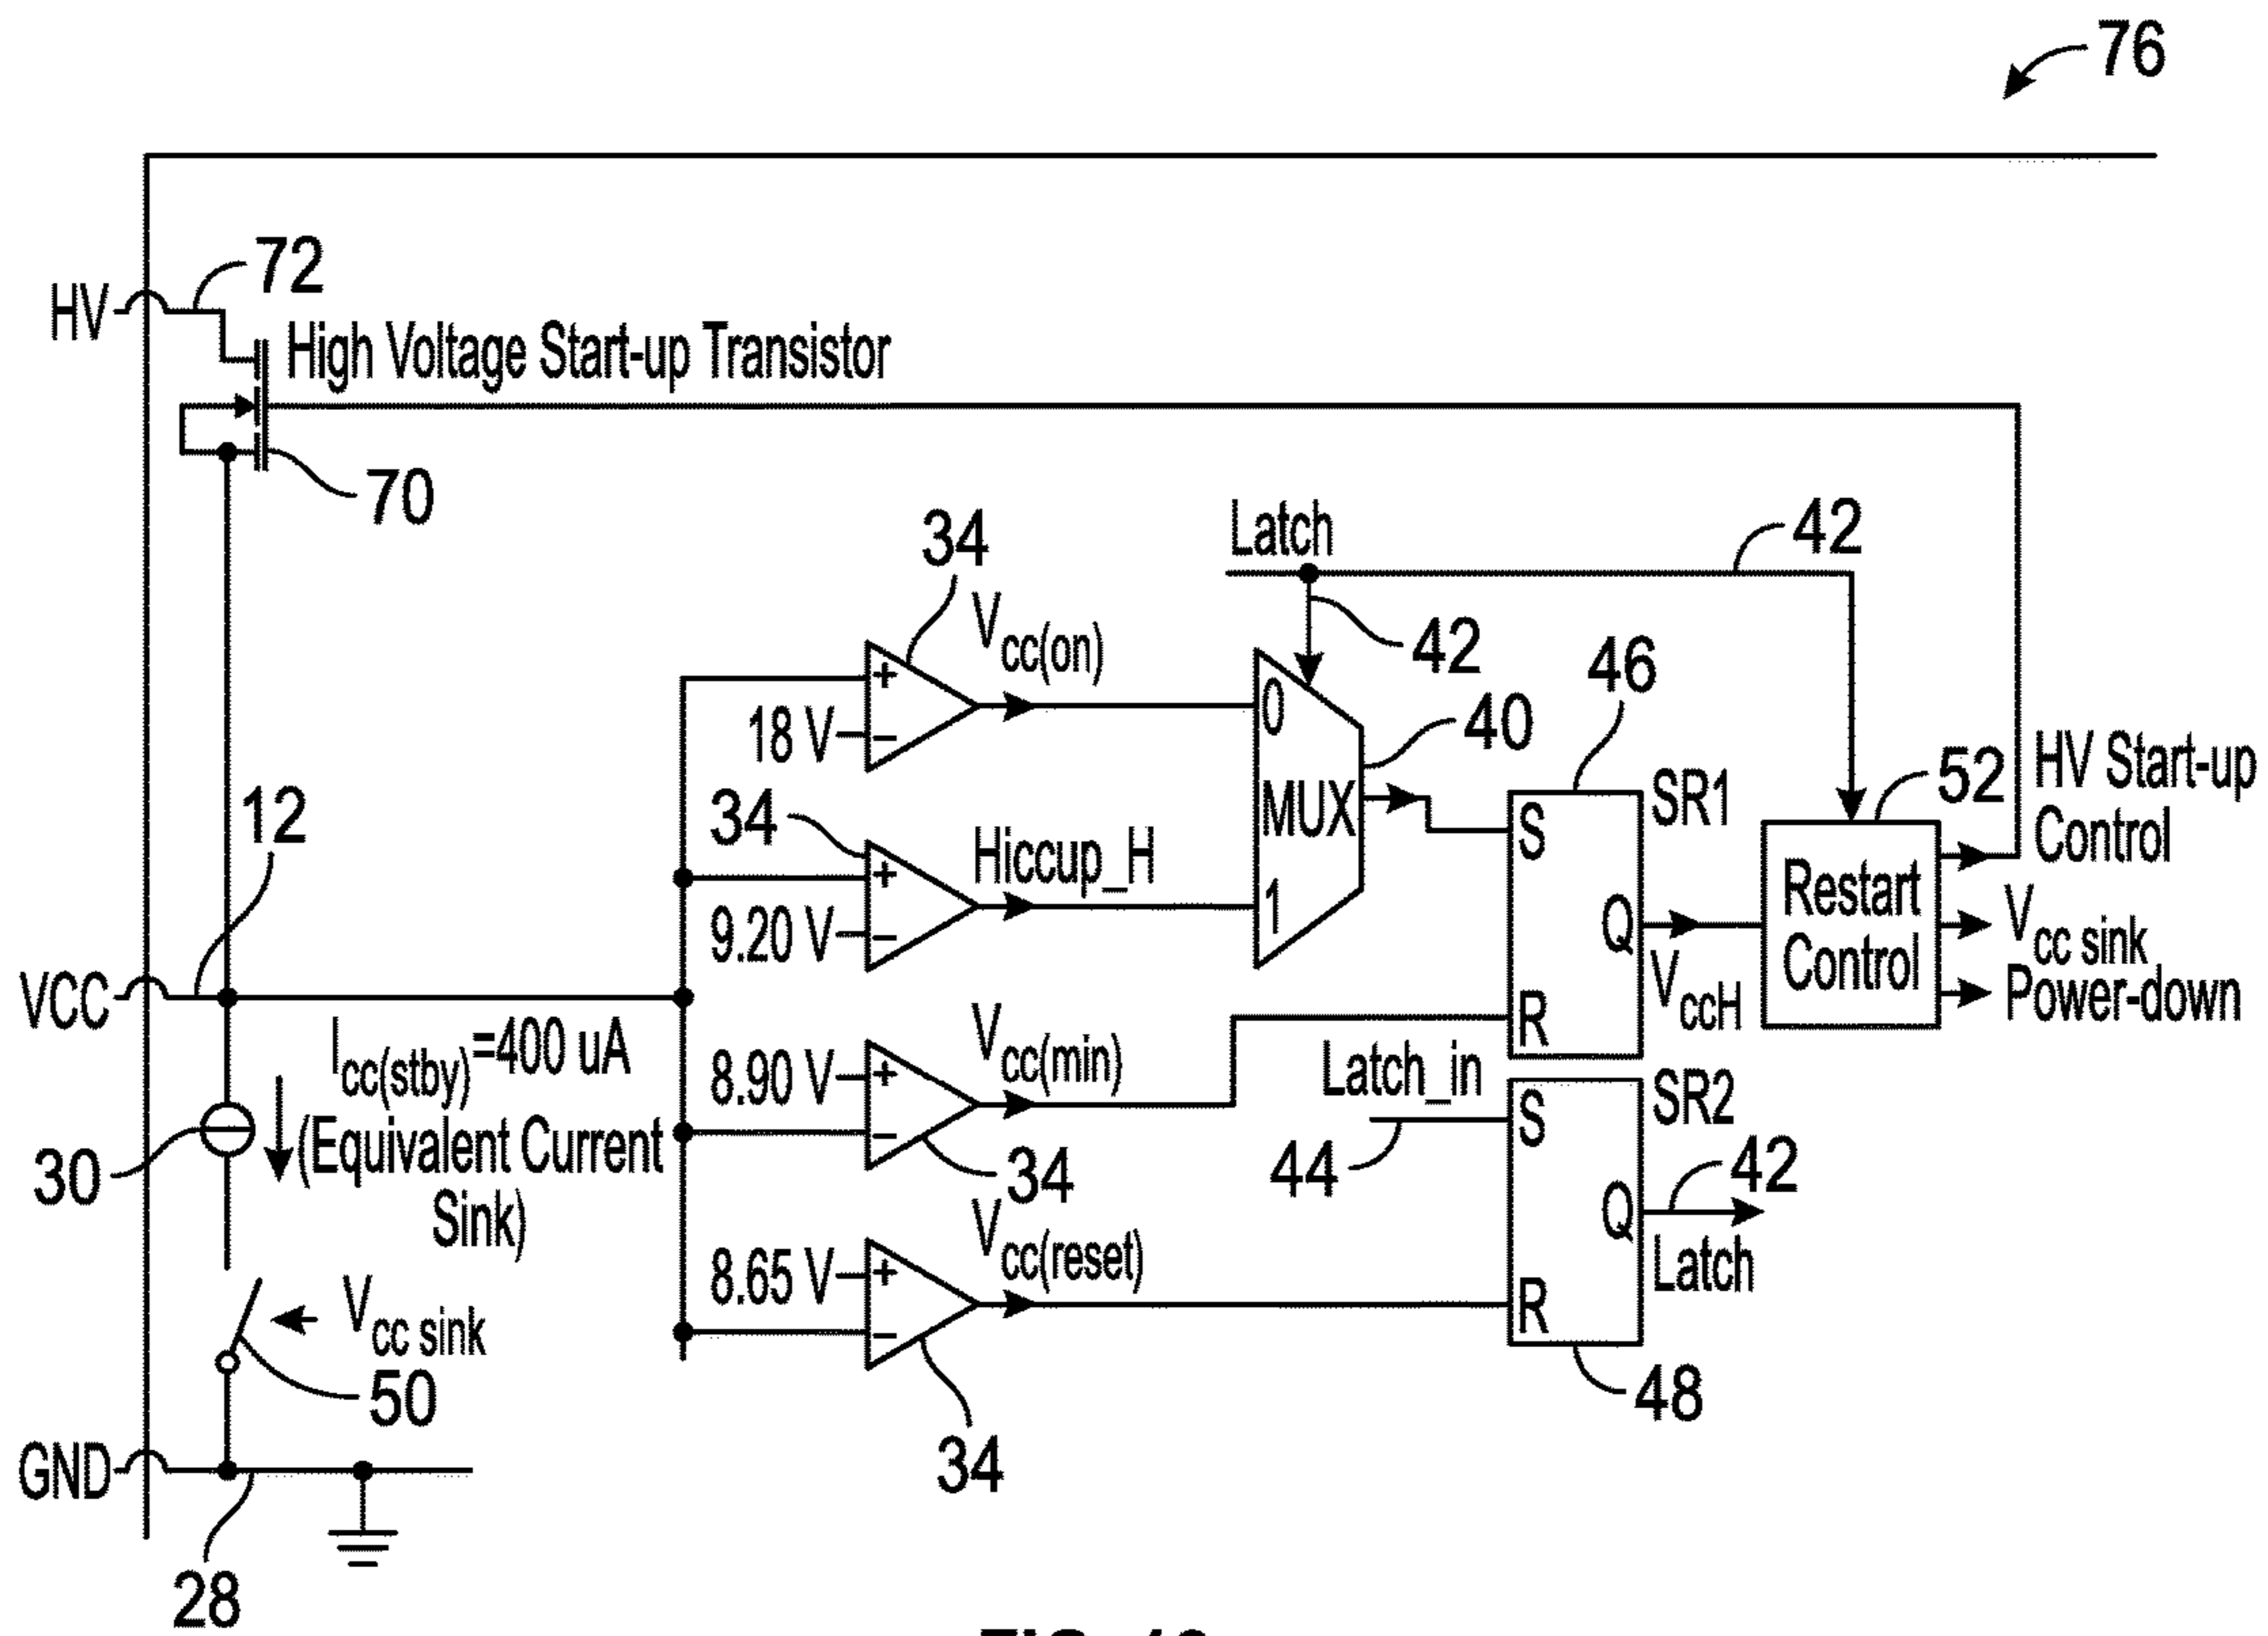 76
72
HV
High Voltage Start-up Transistor
70
34
Latch
42
Vcc(on)
42
46
+
18 V
−
0
40
SR1
HV Start-up
Control
52
34
MUX
S
12
+
Hiccup_H
Restart
Control
9.20 V
−
1
Q
Vcc sink
VCC
VccH
Power-down
Icc(stby)=400 uA
(Equivalent Current
Sink)
8.90 V
+
Vcc(min)
R
Latch_in
SR2
−
S
30
34
44
42
Q
8.65 V
+
Vcc(reset)
Latch
Vcc sink
−
R
50
48
GND
34
28